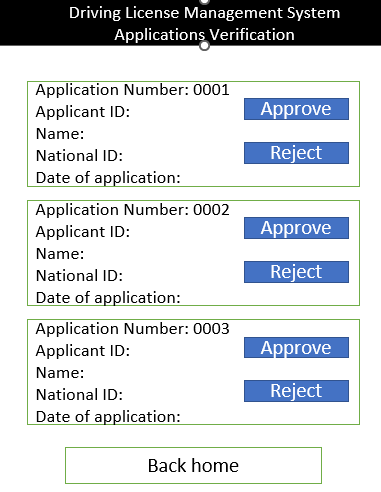 Driving License Management System
Applications Verification
Application Number: 0001
Applicant ID:
Approve
Name:
National ID:
Reject
Date of application:
Application Number: 0002
Applicant ID:
Approve
Name:
National ID:
Reject
Date of application:
Application Number: 0003
Applicant ID:
Approve
Name:
National ID:
Reject
Date of application:
Back home